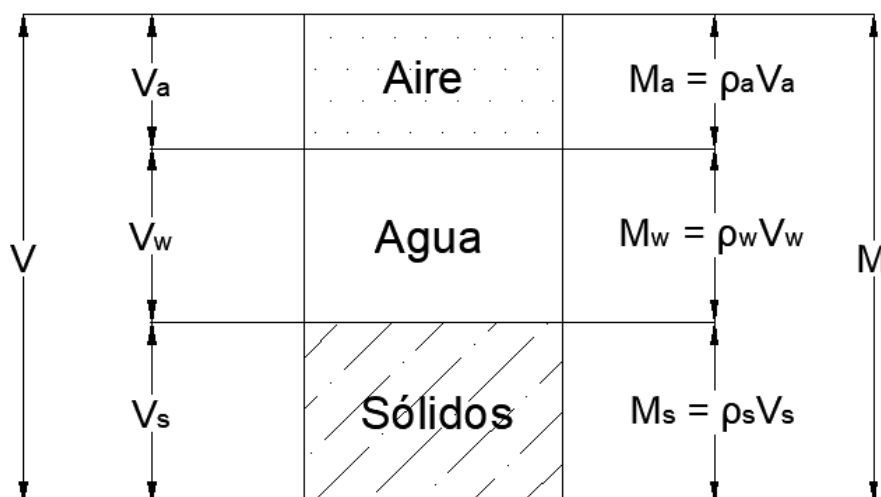 Va Aire Ma = ρaVa
V Vw Agua Mw = ρwVw M
Vs Sólidos Ms = ρsVs